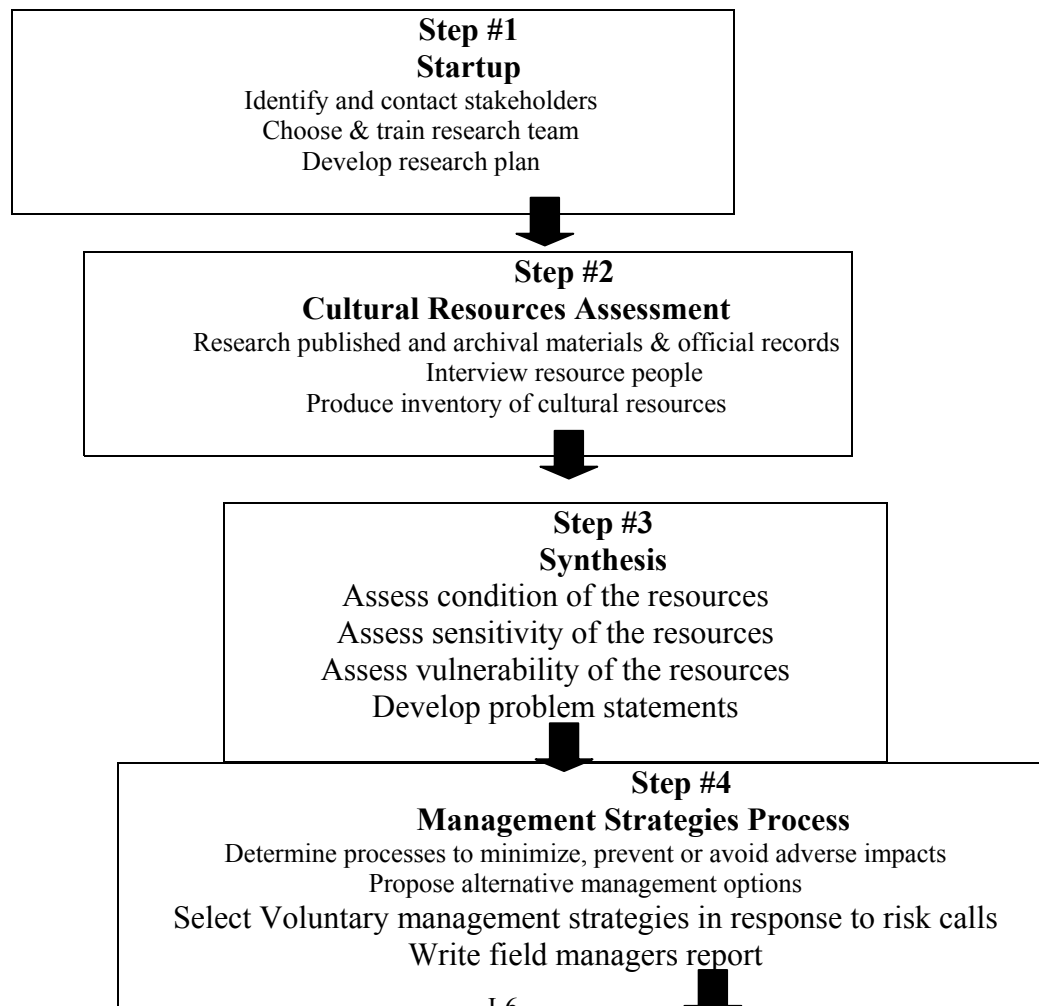 Step #1
Startup
Identify and contact stakeholders
Choose & train research team
Develop research plan
Step #2
Cultural Resources Assessment
Research published and archival materials & official records
Interview resource people
Produce inventory of cultural resources
Step #3
Synthesis
Assess condition of the resources
Assess sensitivity of the resources
Assess vulnerability of the resources
Develop problem statements
Step #4
Management Strategies Process
Determine processes to minimize, prevent or avoid adverse impacts
Propose alternative management options
Select Voluntary management strategies in response to risk calls
Write field managers report